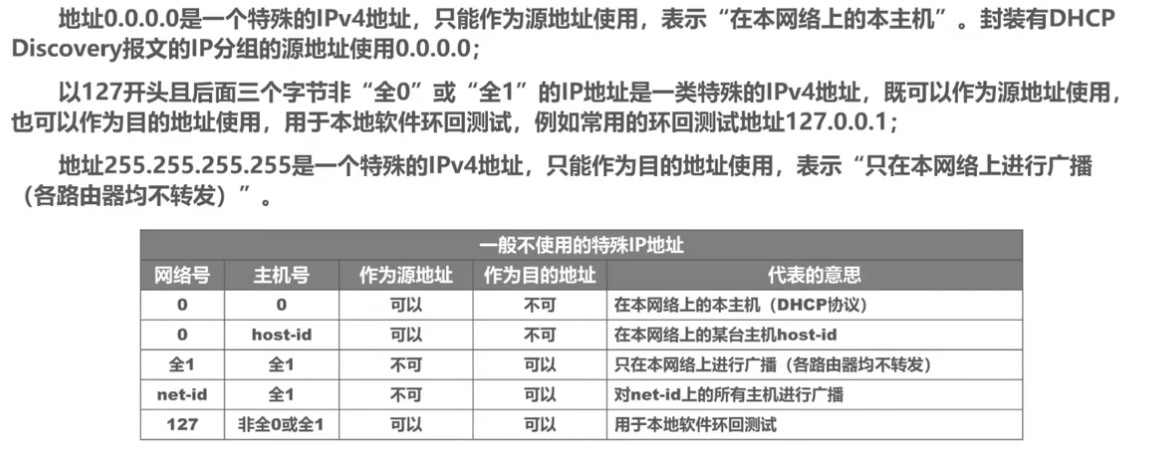 地址0.0.0.0是一个特殊的IPv4地址，只能作为源地址使用，表示“在本网络上的本主机”。封装有DHCP
Discovery报文的IP分组的源地址使用0.0.0.0；
以127开头且后面三个字节非“全0”或“全1”的IP地址是一类特殊的IPv4地址，既可以作为源地址使用，
也可以作为目的地址使用，用于本地软件环回测试，例如常用的环回测试地址127.0.0.1；
地址255.255.255.255是一个特殊的IPv4地址，只能作为目的地址使用，表示“只在本网络上进行广播
（各路由器均不转发）”。
一般不使用的特殊IP地址
网络号 主机号 作为源地址 作为目的地址 代表的意思
0 0 可以 不可 在本网络上的本主机（DHCP协议）
0 host-id 可以 不可 在本网络上的某台主机host-id
全1 全1 不可 可以 只在本网络上进行广播（各路由器均不转发）
net-id 全1 不可 可以 对net-id上的所有主机进行广播
127 非全0或全1 可以 可以 用于本地软件环回测试